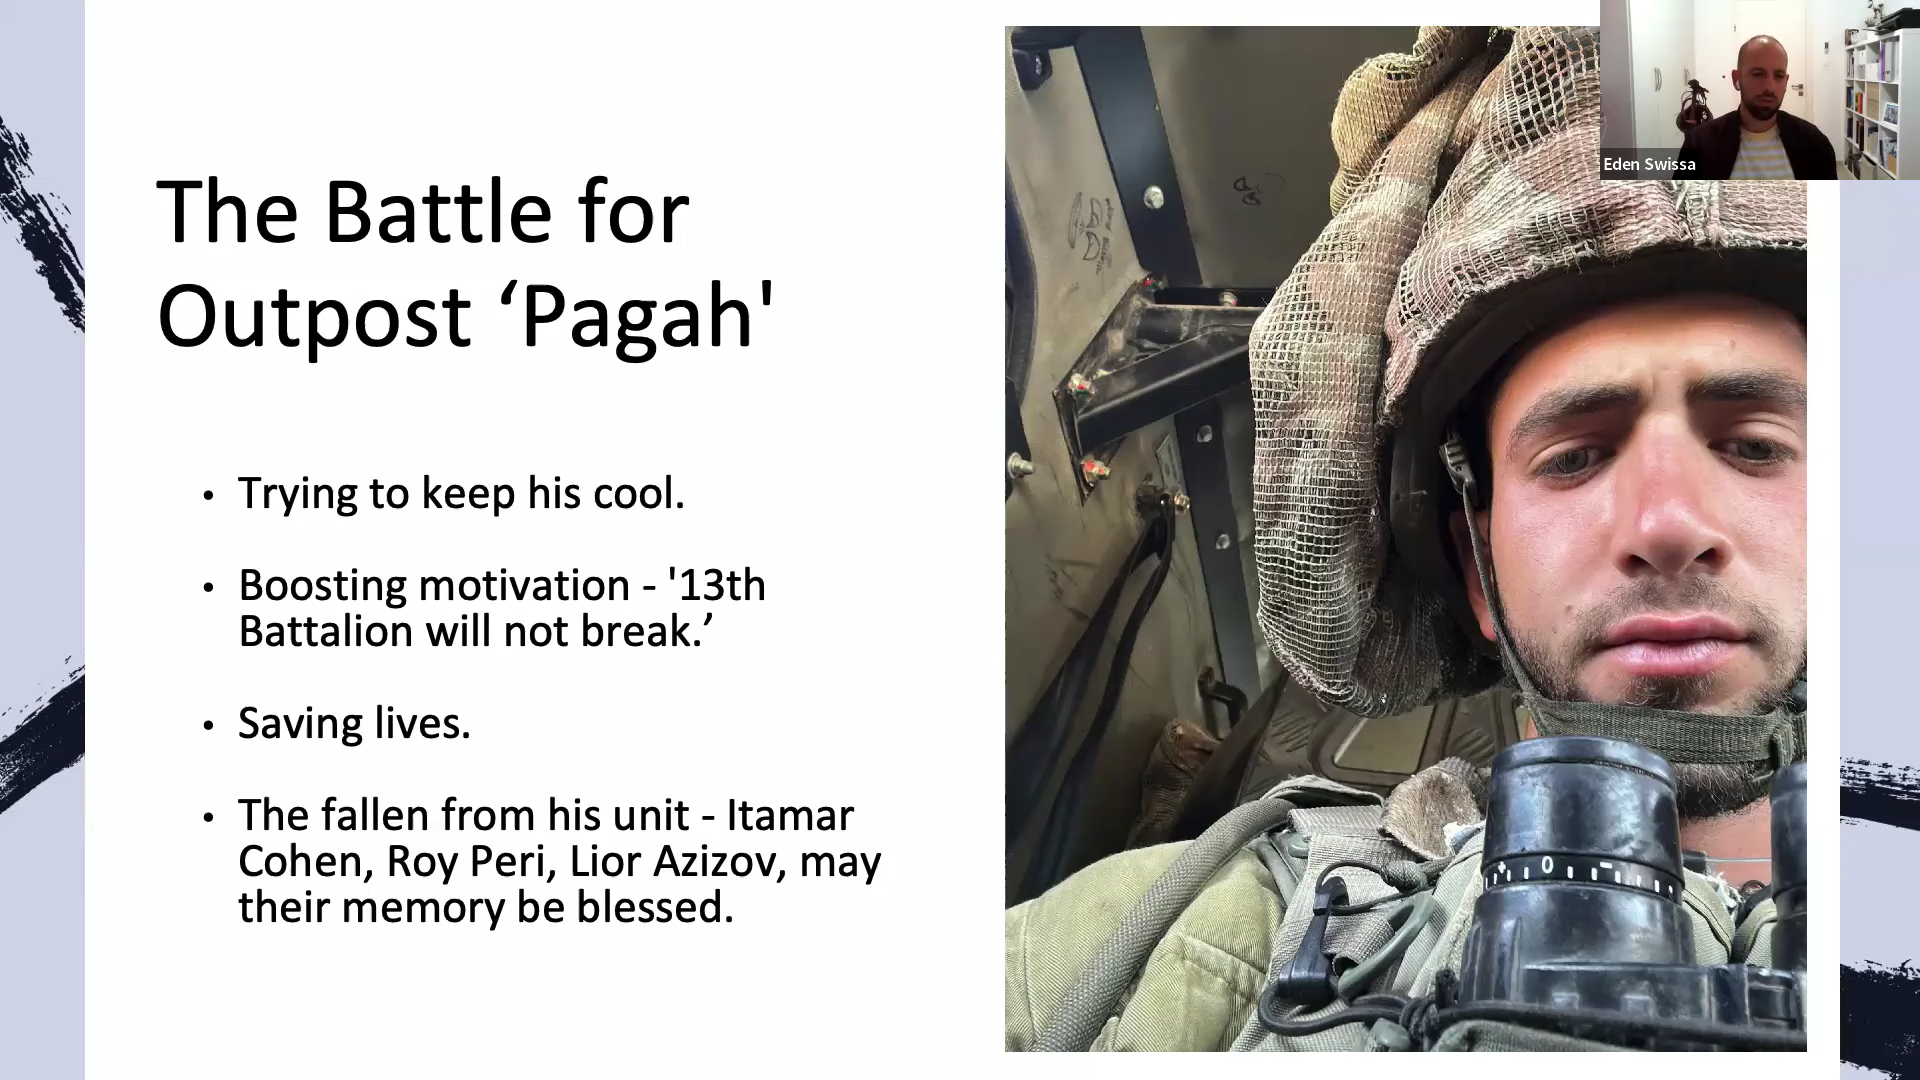 Eden Swissa
The Battle for
Outpost ‘Pagah'
• Trying to keep his cool.
• Boosting motivation - '13th
Battalion will not break.’
• Saving lives.
• The fallen from his unit - Itamar
Cohen, Roy Peri, Lior Azizov, may
their memory be blessed.
+ 0 -